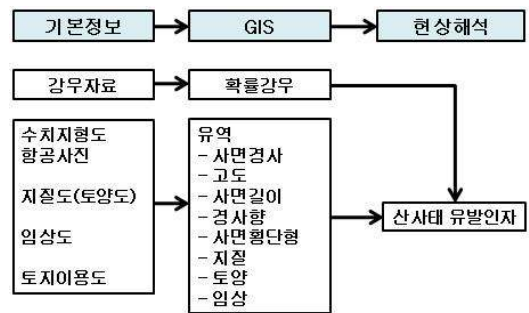 기본정보
GIS
현상해석
강우자료
확률강우
수치지형도
항공사진
지질도(토양도)
임상도
토지이용도
유역
– 사면경사
– 고도
– 사면길이
– 경사향
– 사면횡단형
– 지질
– 토양
– 임상
산사태 유발인자